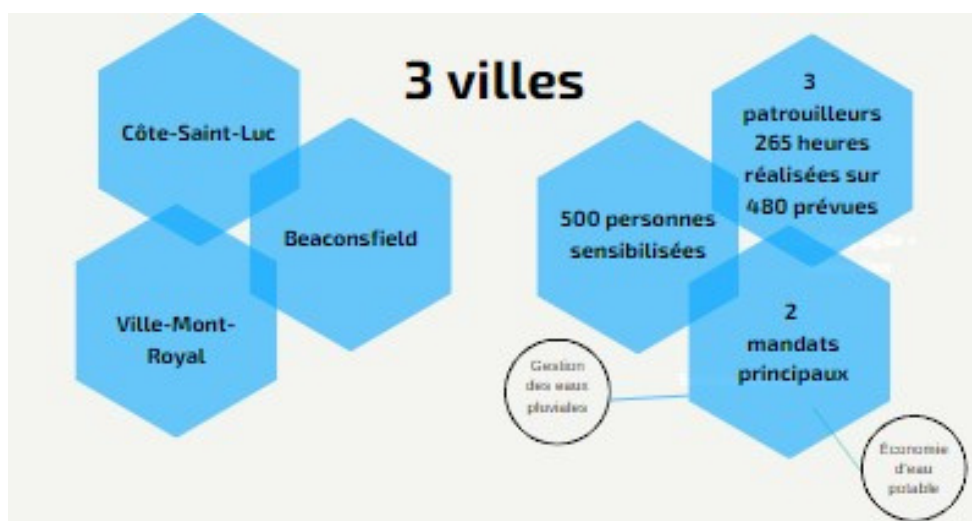 3 villes
Côte-Saint-Luc
Beaconsfield
Ville-Mont-
Royal
3
patrouilleurs
265 heures
réalisées sur
480 prévues
500 personnes
sensibilisées
2
mandats
principaux
Gestion
des eaux
pluviales
Économie
d'eau
potable